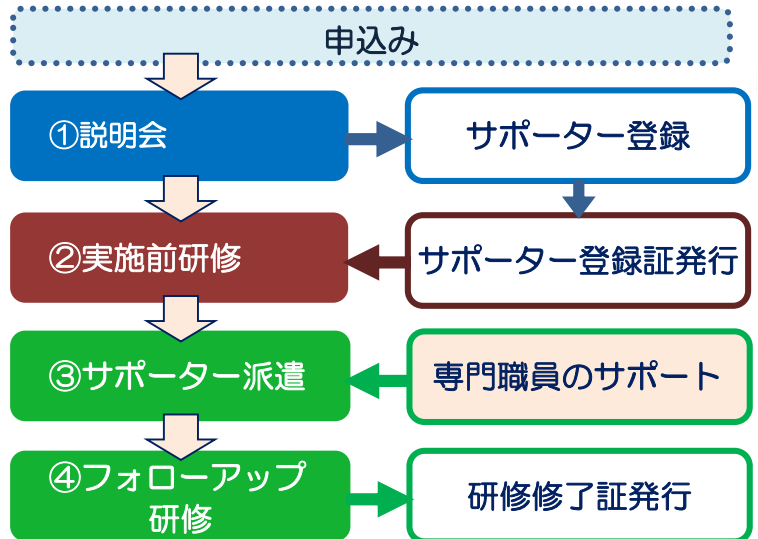 申込み
①説明会
サポーター登録
②実施前研修
サポーター登録証発行
③サポーター派遣
専門職員のサポート
④フォローアップ
研修
研修修了証発行